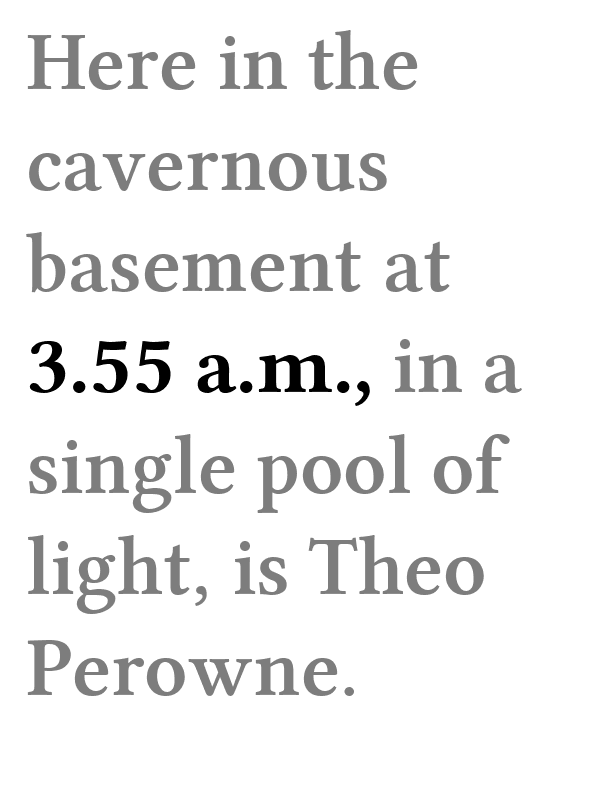 Here in the
cavernous
basement at
3.55 a.m., in a
single pool of
light, is Theo
Perowne.